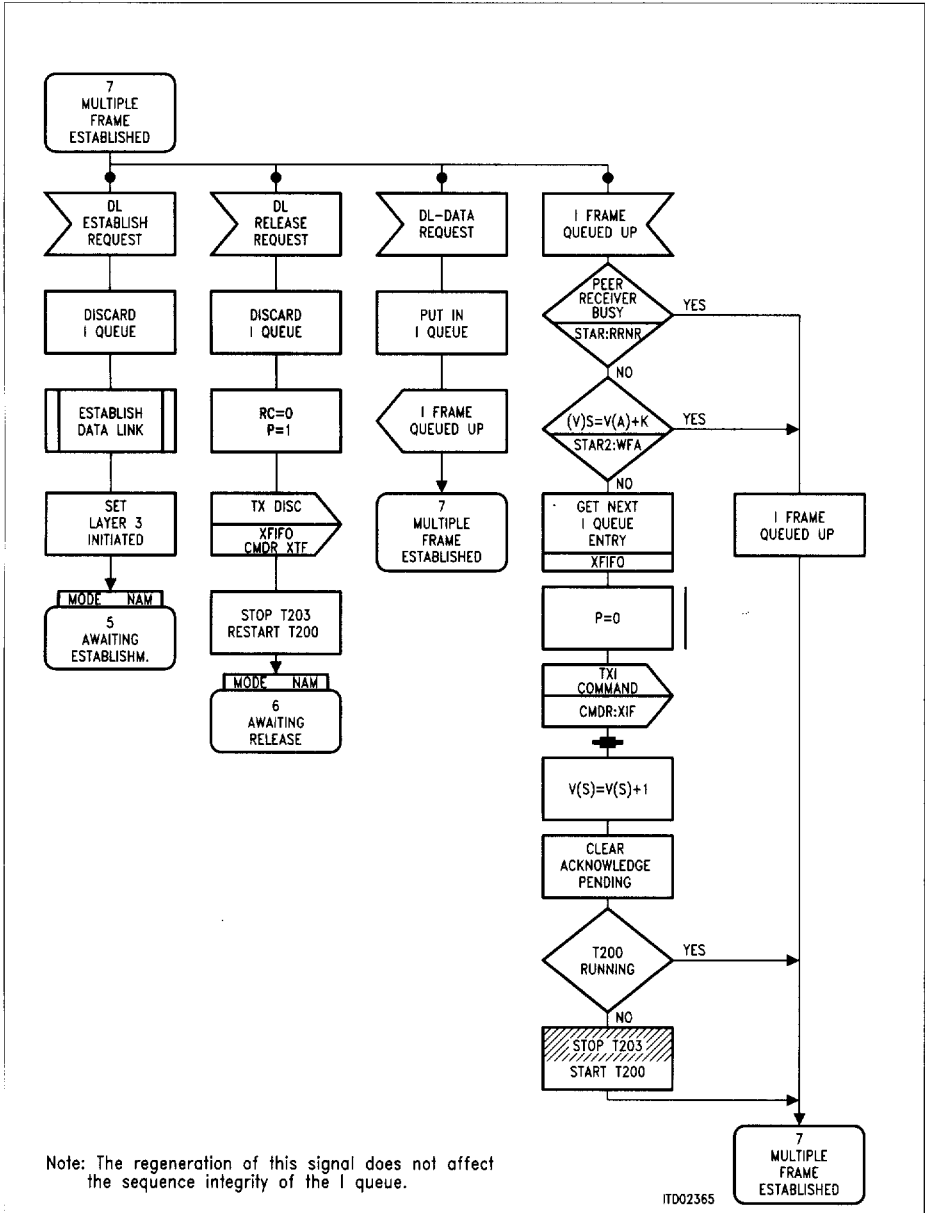 7
MULTIPLE
FRAME
ESTABLISHED
DL
ESTABLISH
REQUEST
DISCARD
I QUEUE
ESTABLISH
DATA LINK
SET
LAYER 3
INITIATED
MODE NAM
5
AWAITING
ESTABLISHM.
DL
RELEASE
REQUEST
DISCARD
I QUEUE
RC=0
P=1
TX DISC
XFIFO
CMDR XTF
STOP T203
RESTART T200
MODE NAM
6
AWAITING
RELEASE
DL-DATA
REQUEST
PUT IN
I QUEUE
I FRAME
QUEUED UP
7
MULTIPLE
FRAME
ESTABLISHED
I FRAME
QUEUED UP
PEER
RECEIVER
BUSY
STAR:RRNR
YES
NO
(V)S=V(A)+K
STAR2:WFA
YES
NO
GET NEXT
I QUEUE
ENTRY
XFIFO
I FRAME
QUEUED UP
P=0
TXI
COMMAND
CMDR:XIF
V(S)=V(S)+1
CLEAR
ACKNOWLEDGE
PENDING
T200
RUNNING
YES
NO
STOP T203
START T200
7
MULTIPLE
FRAME
ESTABLISHED
Note: The regeneration of this signal does not affect
the sequence integrity of the I queue.
ITD02365